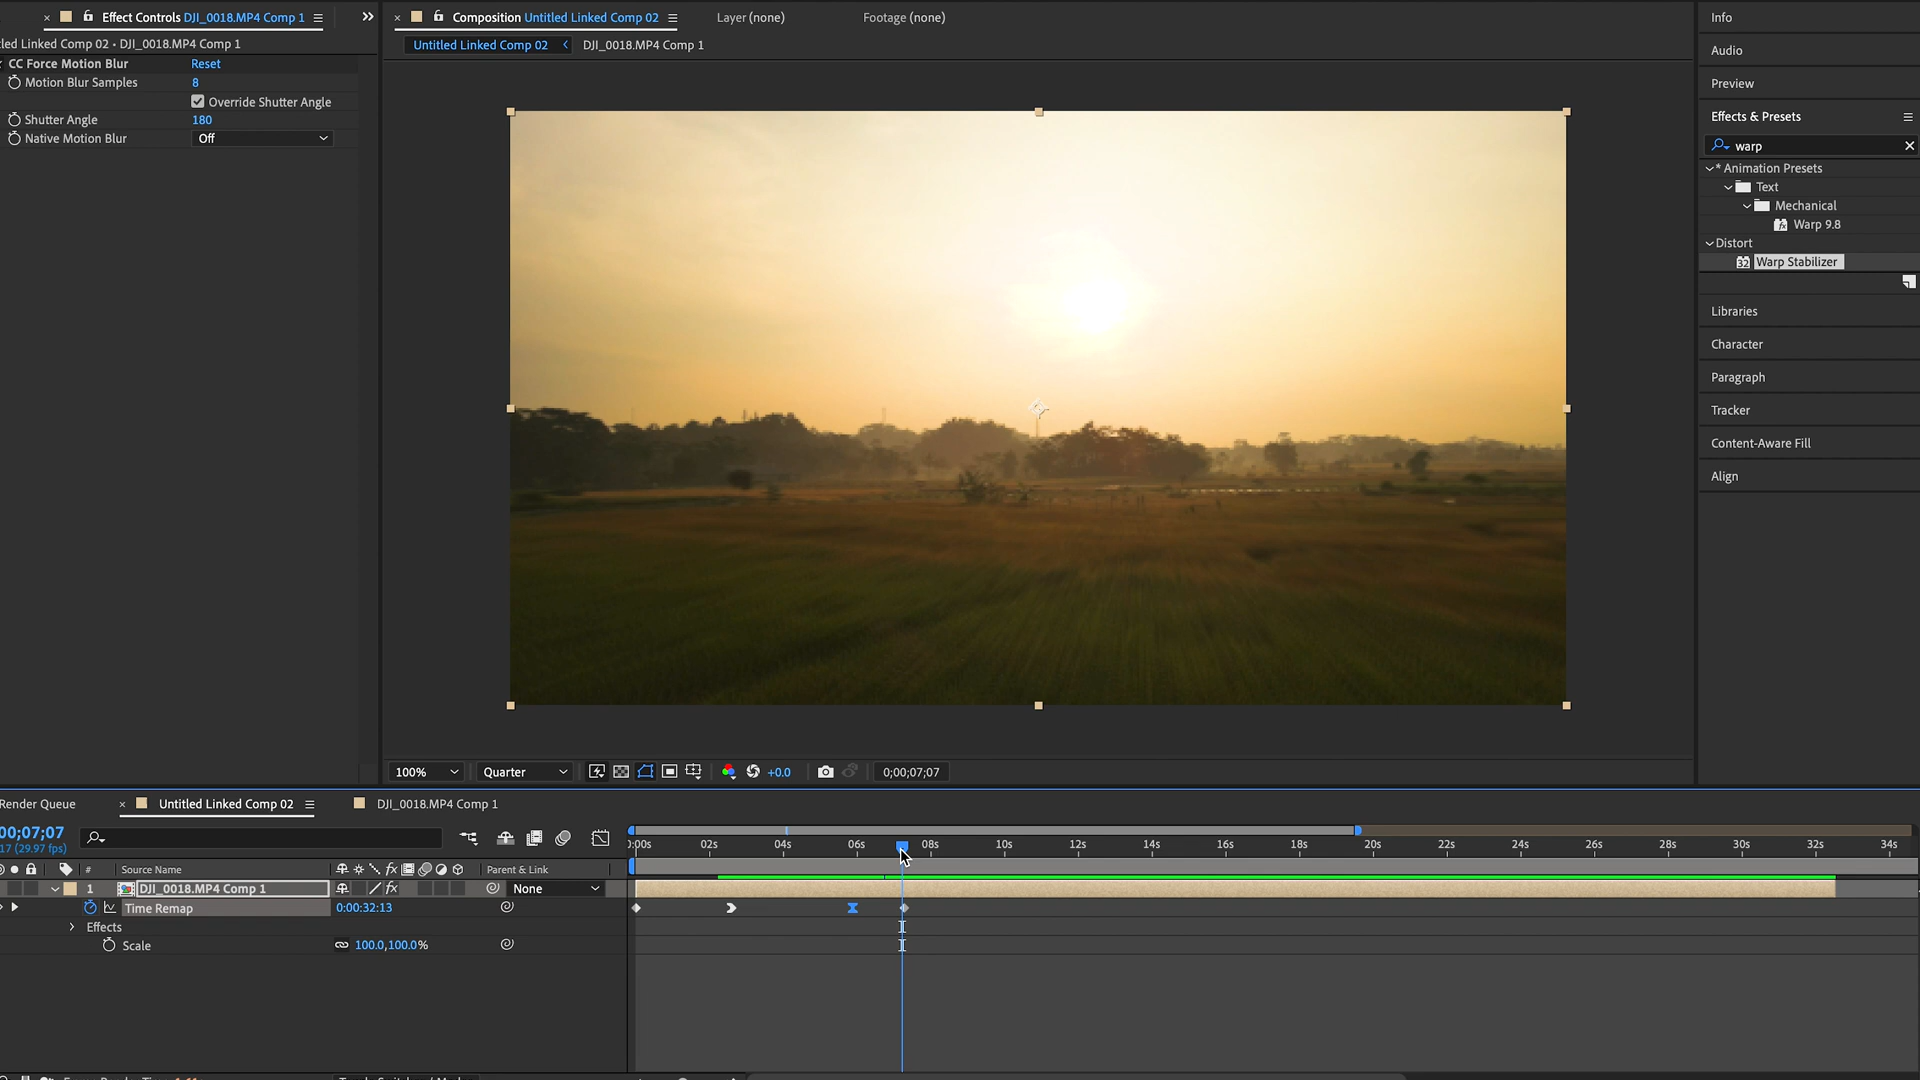 Effect Controls DJI_0018.MP4 Comp 1
led Linked Comp 02 • DJI_0018.MP4 Comp 1
CC Force Motion Blur Reset
Motion Blur Samples 8
Override Shutter Angle
Shutter Angle 180
Native Motion Blur Off
Composition Untitled Linked Comp 02
Layer (none)
Footage (none)
Untitled Linked Comp 02 DJI_0018.MP4 Comp 1
Info
Audio
Preview
Effects & Presets
warp
* Animation Presets
Text
Mechanical
Warp 9.8
Distort
32 Warp Stabilizer
Libraries
Character
Paragraph
Tracker
Content-Aware Fill
Align
100% Quarter +0.0 0;00;07;07
Render Queue Untitled Linked Comp 02 DJI_0018.MP4 Comp 1
00;07;07
17 (29.97 fps)
0:00s 02s 04s 06s 08s 10s 12s 14s 16s 18s 20s 22s 24s 26s 28s 30s 32s 34s
# Source Name fx Parent & Link
1 DJI_0018.MP4 Comp 1 fx None
Time Remap 0:00:32:13
Effects
Scale 100.0,100.0%